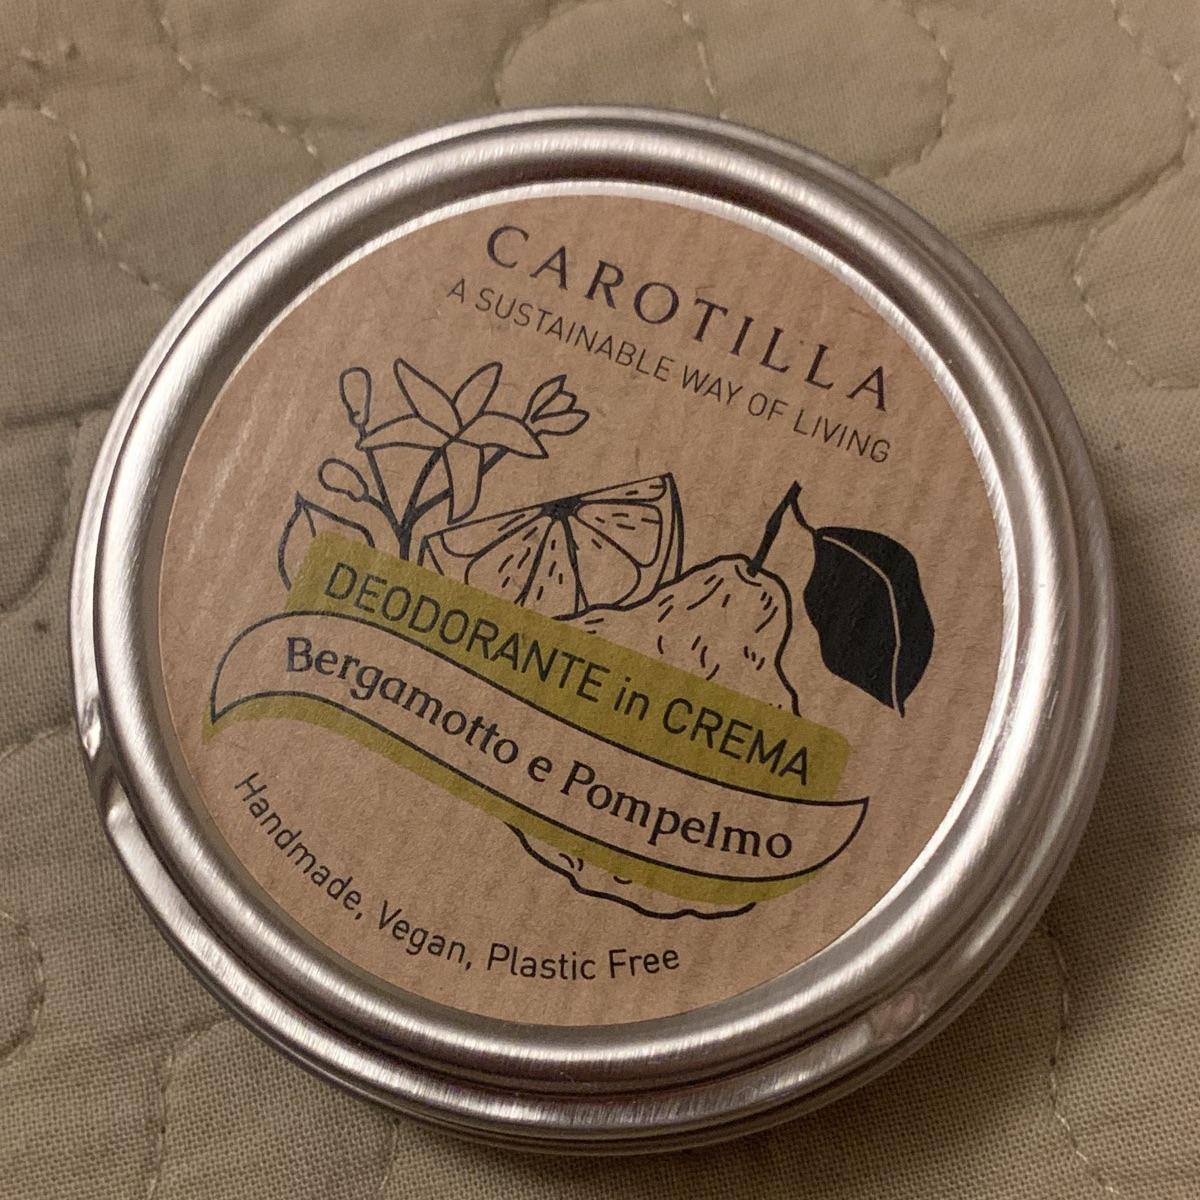 CAROTILLA
A SUSTAINABLE WAY OF LIVING
DEODORANTE in CREMA
Bergamotto e Pompelmo
Handmade, Vegan, Plastic Free